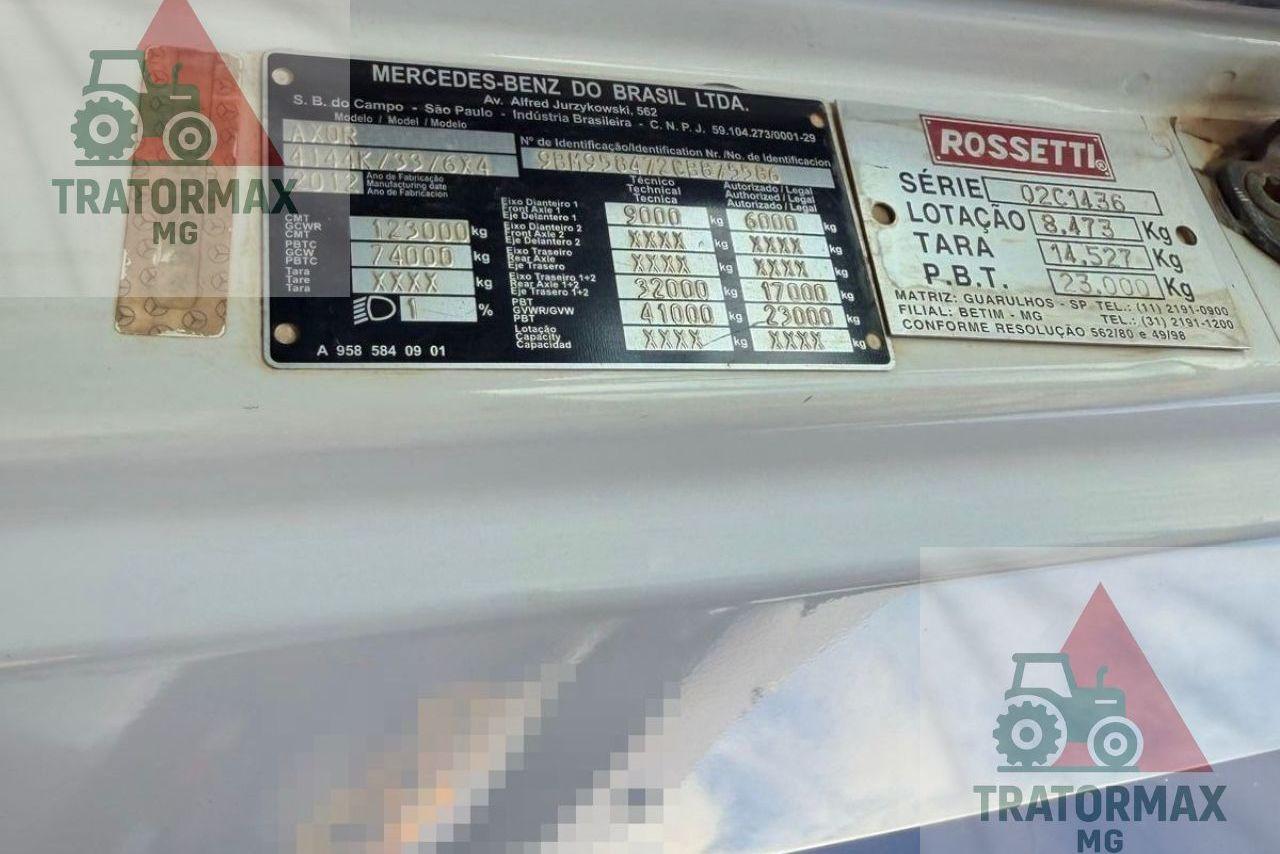 MERCEDES-BENZ DO BRASIL LTDA.
Av. Alfred Jurzykowski, 562
S. B. do Campo - São Paulo - Indústria Brasileira - C. N. P. J. 59.104.273/0001-29
Modelo / Model / Modelo
AXOR
4144K/33/6X4
2012
Ano de Fabricação
Manufacturing date
Ano de Fabricacion
Nº de Identificação/Identification Nr. /No. de Identificacion
Técnico
Technical
Tecnica
Autorizado / Legal
Authorized / Legal
Autorizado / Legal
CMT
GCWR
CMT
123000 kg
PBTC
GCW
PBTC
74000 kg
Tara
Tare
Tara
XXXX kg
1 %
A 958 584 09 01
Eixo Dianteiro 1
Front Axle 1
Eje Delantero 1
9000 kg 6000 kg
Eixo Dianteiro 2
Front Axle 2
Eje Delantero 2
XXXX kg XXXX kg
Eixo Traseiro
Rear Axle
Eje Trasero
XXXX kg XXXX kg
Eixo Traseiro 1+2
Rear Axle 1+2
Eje Trasero 1+2
32000 kg 17000 kg
PBT
GVWR/GVW
PBT
41000 kg 23000 kg
Lotação
Capacity
Capacidad
XXXX kg XXXX kg
ROSSETTI®
SÉRIE 02C1436
LOTAÇÃO 8.473 Kg
TARA 14.527 Kg
P.B.T. 23.000 Kg
MATRIZ: GUARULHOS - SP TEL.: (11) 2191-0900
FILIAL: BETIM - MG TEL.: (31) 2191-1200
CONFORME RESOLUÇÃO 562/80 e 49/98
TRATORMAX
MG
TRATORMAX
MG